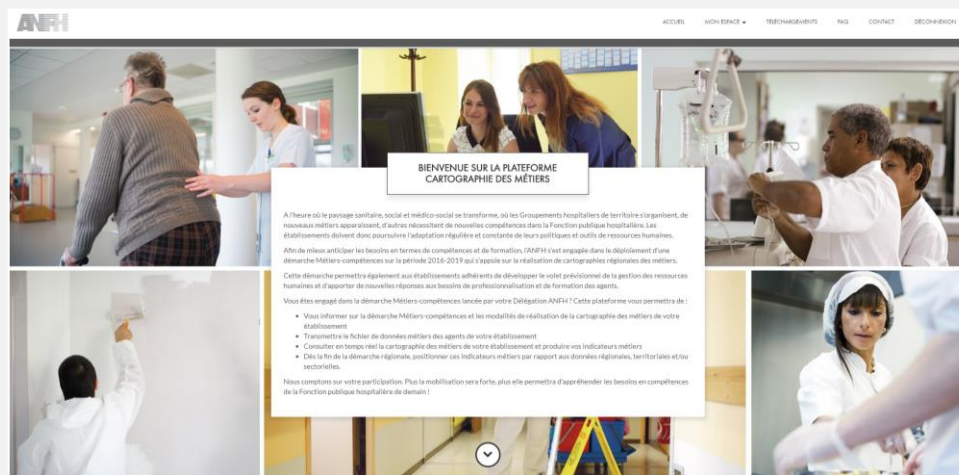 ANFH
ACCUEIL MON ESPACE TÉLÉCHARGEMENTS FAQ CONTACT DÉCONNEXION
BIENVENUE SUR LA PLATEFORME
CARTOGRAPHIE DES MÉTIERS
A l'heure où le paysage sanitaire, social et médico-social se transforme, où les Groupements hospitaliers de territoire s'organisent, de
nouveaux métiers apparaissent, d'autres nécessitent de nouvelles compétences dans la Fonction publique hospitalière. Les
établissements doivent donc poursuivre l'adaptation régulière et constante de leurs politiques et outils de ressources humaines.
Afin de mieux anticiper les besoins en termes de compétences et de formation, l'ANFH s'est engagée dans le déploiement d'une
démarche Métiers-compétences sur la période 2016-2019 qui s'appuie sur la réalisation de cartographies régionales des métiers.
Cette démarche permettra également aux établissements adhérents de développer le volet prévisionnel de la gestion des ressources
humaines et d'apporter de nouvelles réponses aux besoins de professionnalisation et de formation des agents.
Vous êtes engagé dans la démarche Métiers-compétences lancée par votre Délégation ANFH ? Cette plateforme vous permettra de :
• Vous informer sur la démarche Métiers-compétences et les modalités de réalisation de la cartographie des métiers de votre
établissement
• Transmettre le fichier de données métiers des agents de votre établissement
• Consulter en temps réel la cartographie des métiers de votre établissement et produire vos indicateurs métiers
• Dès la fin de la démarche régionale, positionner ces indicateurs métiers par rapport aux données régionales, territoriales et/ou
sectorielles.
Nous comptons sur votre participation. Plus la mobilisation sera forte, plus elle permettra d'appréhender les besoins en compétences
de la Fonction publique hospitalière de demain !